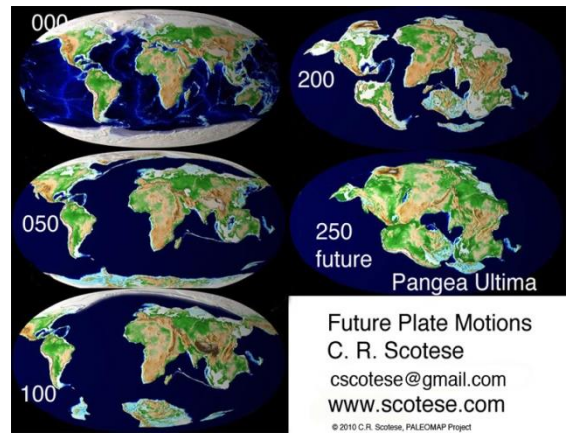 000
200
050
250
future
Pangea Ultima
100
Future Plate Motions
C. R. Scotese
cscotese@gmail.com
www.scotese.com
© 2010 C.R. Scotese, PALEOMAP Project